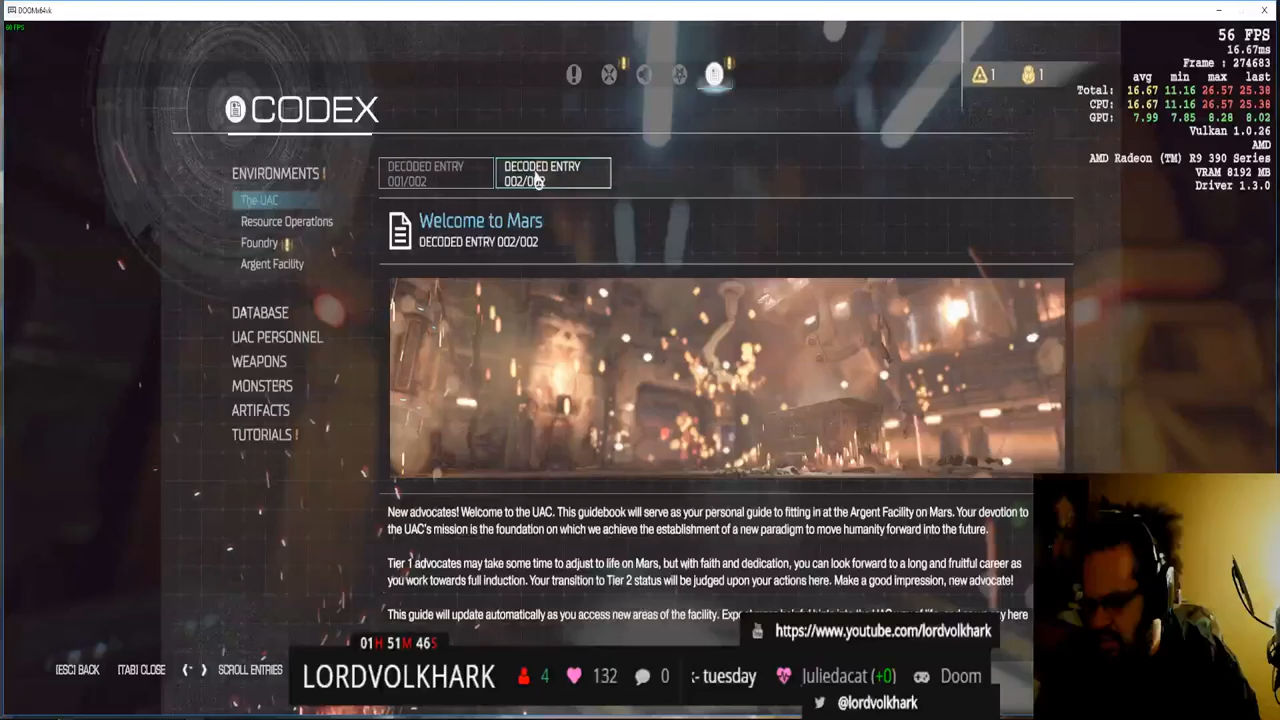 DOOMx64vk
60 FPS
56 FPS
16.67ms
Frame : 274683
avg min max last
Total: 16.67 11.16 26.57 25.38
CPU: 16.67 11.16 26.57 25.38
GPU: 7.99 7.85 8.28 8.02
Vulkan 1.0.26
AMD
AMD Radeon (TM) R9 390 Series
VRAM 8192 MB
Driver 1.3.0
! !
1 1
CODEX
ENVIRONMENTS !
The UAC
Resource Operations
Foundry !
Argent Facility
DATABASE
UAC PERSONNEL
WEAPONS
MONSTERS
ARTIFACTS
TUTORIALS !
DECODED ENTRY
001/002
DECODED ENTRY
002/002
Welcome to Mars
DECODED ENTRY 002/002
New advocates! Welcome to the UAC. This guidebook will serve as your personal guide to fitting in at the Argent Facility on Mars. Your devotion to
the UAC's mission is the foundation on which we achieve the establishment of a new paradigm to move humanity forward into the future.
Tier 1 advocates may take some time to adjust to life on Mars, but with faith and dedication, you can look forward to a long and fruitful career as
you work towards full induction. Your transition to Tier 2 status will be judged upon your actions here. Make a good impression, new advocate!
This guide will update automatically as you access new areas of the facility. here
https://www.youtube.com/lordvolkhark
01H 51M 46S
[ESC] BACK [TAB] CLOSE SCROLL ENTRIES
LORDVOLKHARK 4 132 0 :- tuesday Juliedacat (+0) Doom
@lordvolkhark